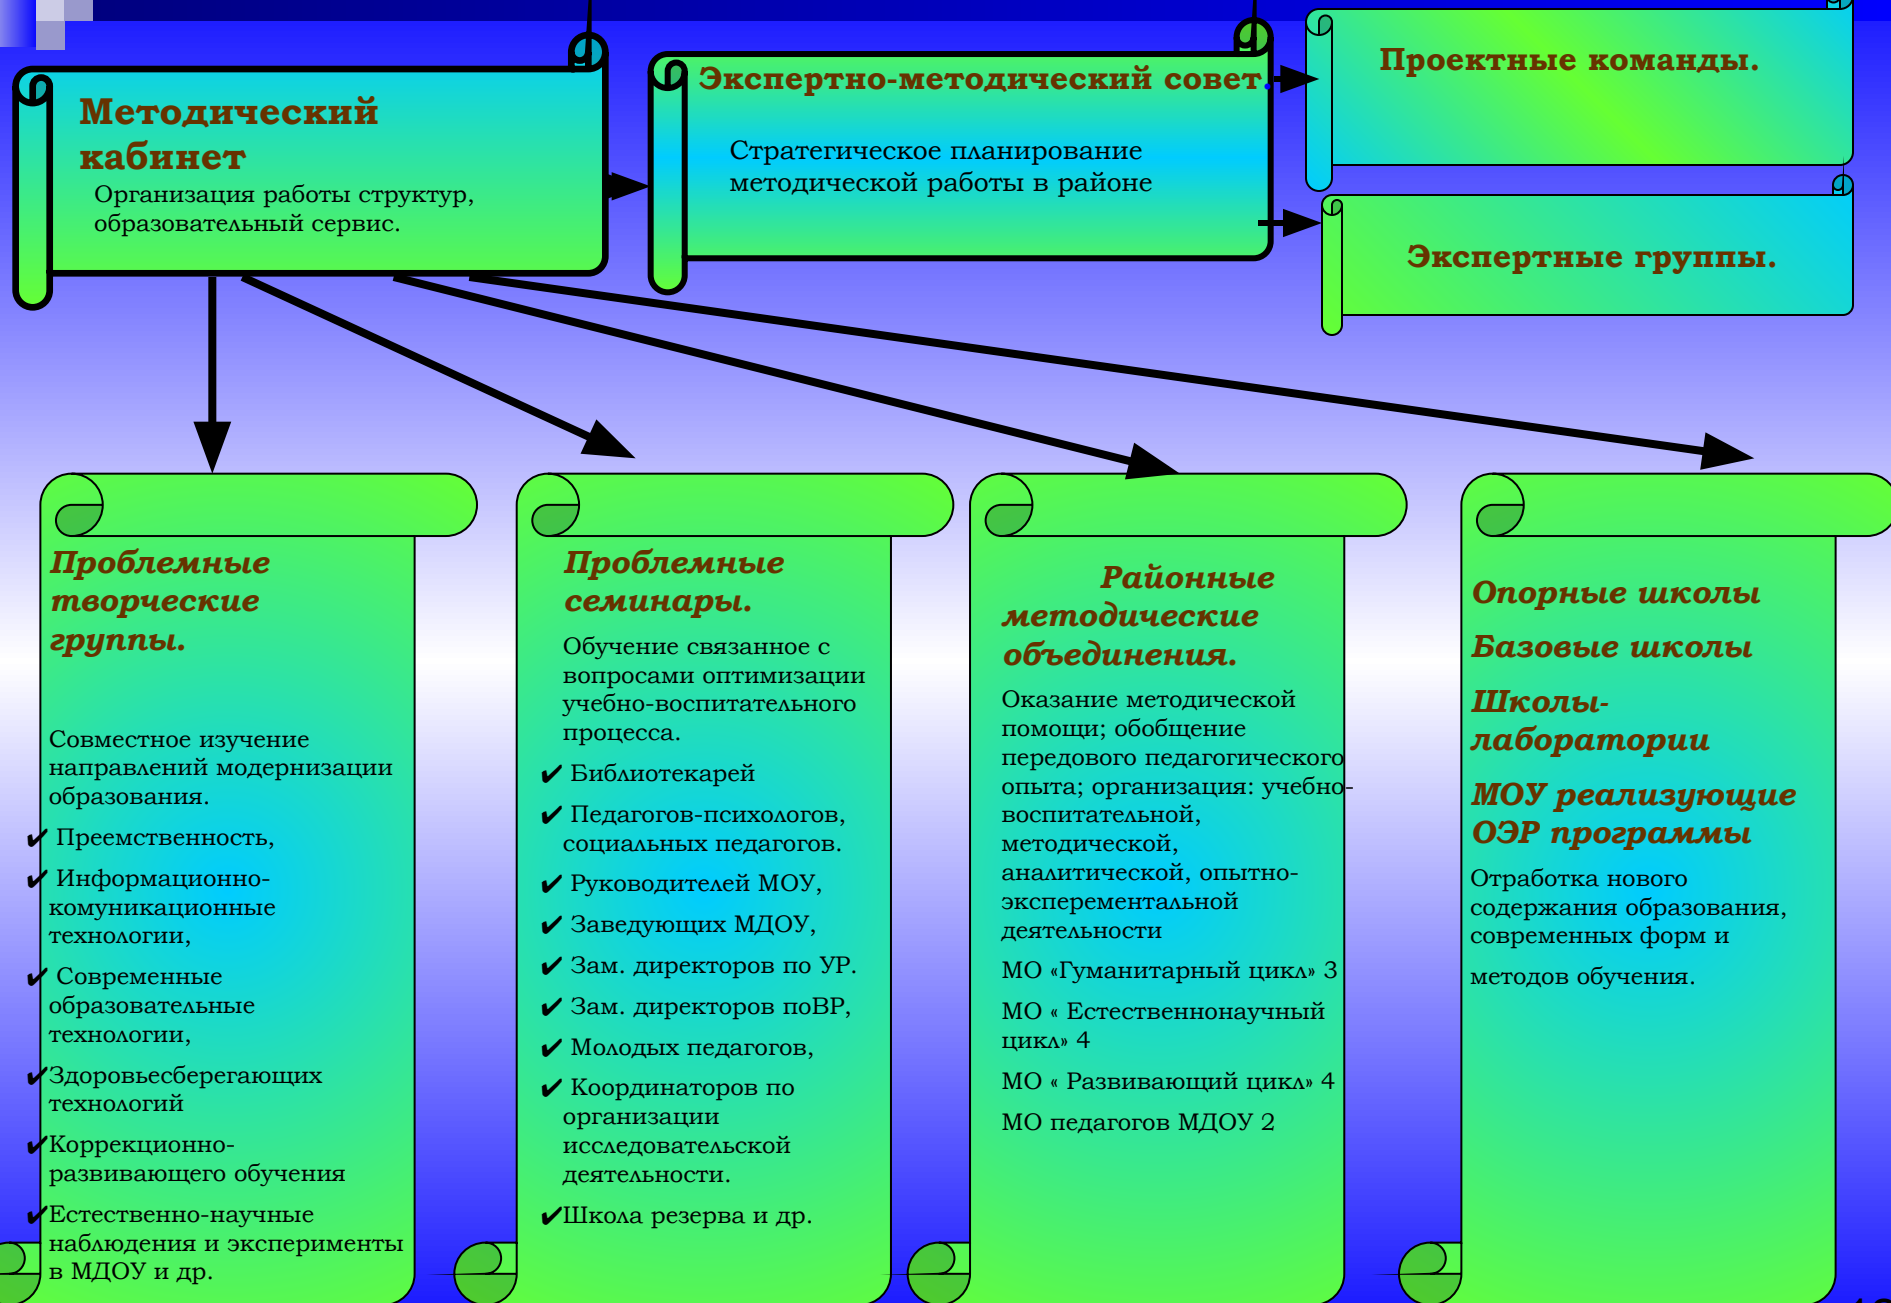 Методический
кабинет
Организация работы структур,
образовательный сервис.
Экспертно-методический совет.
Стратегическое планирование
методической работы в районе
Проектные команды.
Экспертные группы.
Проблемные
творческие
группы.
Совместное изучение
направлений модернизации
образования.
✔ Преемственность,
✔ Информационно-
комуникационные
технологии,
✔ Современные
образовательные
технологии,
✔Здоровьесберегающих
технологий
✔Коррекционно-
развивающего обучения
✔Естественно-научные
наблюдения и эксперименты
в МДОУ и др.
Проблемные
семинары.
Обучение связанное с
вопросами оптимизации
учебно-воспитательного
процесса.
✔ Библиотекарей
✔ Педагогов-психологов,
социальных педагогов.
✔ Руководителей МОУ,
✔ Заведующих МДОУ,
✔ Зам. директоров по УР.
✔ Зам. директоров поВР,
✔ Молодых педагогов,
✔ Координаторов по
организации
исследовательской
деятельности.
✔Школа резерва и др.
Районные
методические
объединения.
Оказание методической
помощи; обобщение
передового педагогического
опыта; организация: учебно-
воспитательной,
методической,
аналитической, опытно-
эксперементальной
деятельности
МО «Гуманитарный цикл» 3
МО « Естественнонаучный
цикл» 4
МО « Развивающий цикл» 4
МО педагогов МДОУ 2
Опорные школы
Базовые школы
Школы-
лаборатории
МОУ реализующие
ОЭР программы
Отработка нового
содержания образования,
современных форм и
методов обучения.